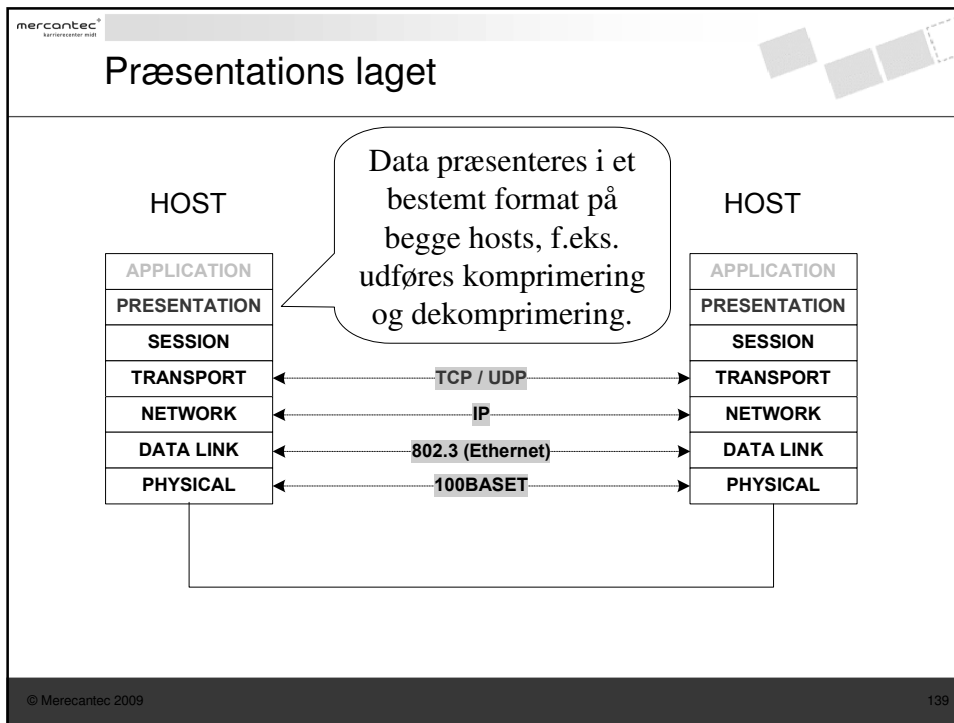 mercantec+
karrierecenter midt
Præsentations laget
Data præsenteres i et
bestemt format på
begge hosts, f.eks.
udføres komprimering
og dekomprimering.
HOST
HOST
APPLICATION
APPLICATION
PRESENTATION
PRESENTATION
SESSION
SESSION
TRANSPORT
TCP / UDP
TRANSPORT
NETWORK
IP
NETWORK
DATA LINK
802.3 (Ethernet)
DATA LINK
PHYSICAL
100BASET
PHYSICAL
© Merecantec 2009
139